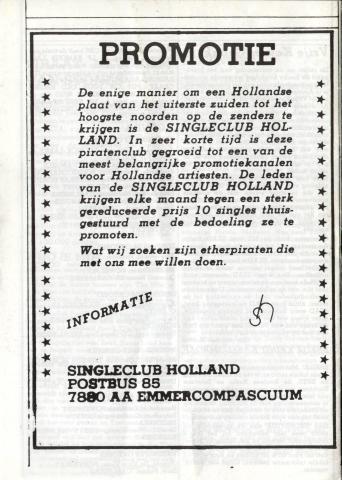 PROMOTIE
De enige manier om een Hollandse
plaat van het uiterste zuiden tot het
hoogste noorden op de zenders te
krijgen is de SINGLECLUB HOL-
LAND. In zeer korte tijd is deze
piratenclub gegroeid tot een van de
meest belangrijke promotiekanalen
voor Hollandse artiesten. De leden
van de SINGLECLUB HOLLAND
krijgen elke maand tegen een sterk
gereduceerde prijs 10 singles thuis-
gestuurd met de bedoeling ze te
promoten.
Wat wij zoeken zijn etherpiraten die
met ons mee willen doen.
INFORMATIE
SINGLECLUB HOLLAND
POSTBUS 85
7880 AA EMMERCOMPASCUUM